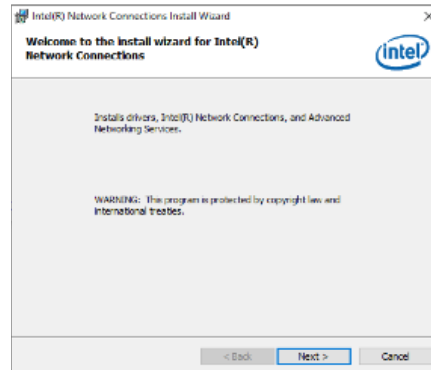 Intel(R) Network Connections Install Wizard
Welcome to the install wizard for Intel(R)
Network Connections
intel
Installs drivers, Intel(R) Network Connections, and Advanced
Networking Services.
WARNING: This program is protected by copyright law and
international treaties.
< Back
Next >
Cancel